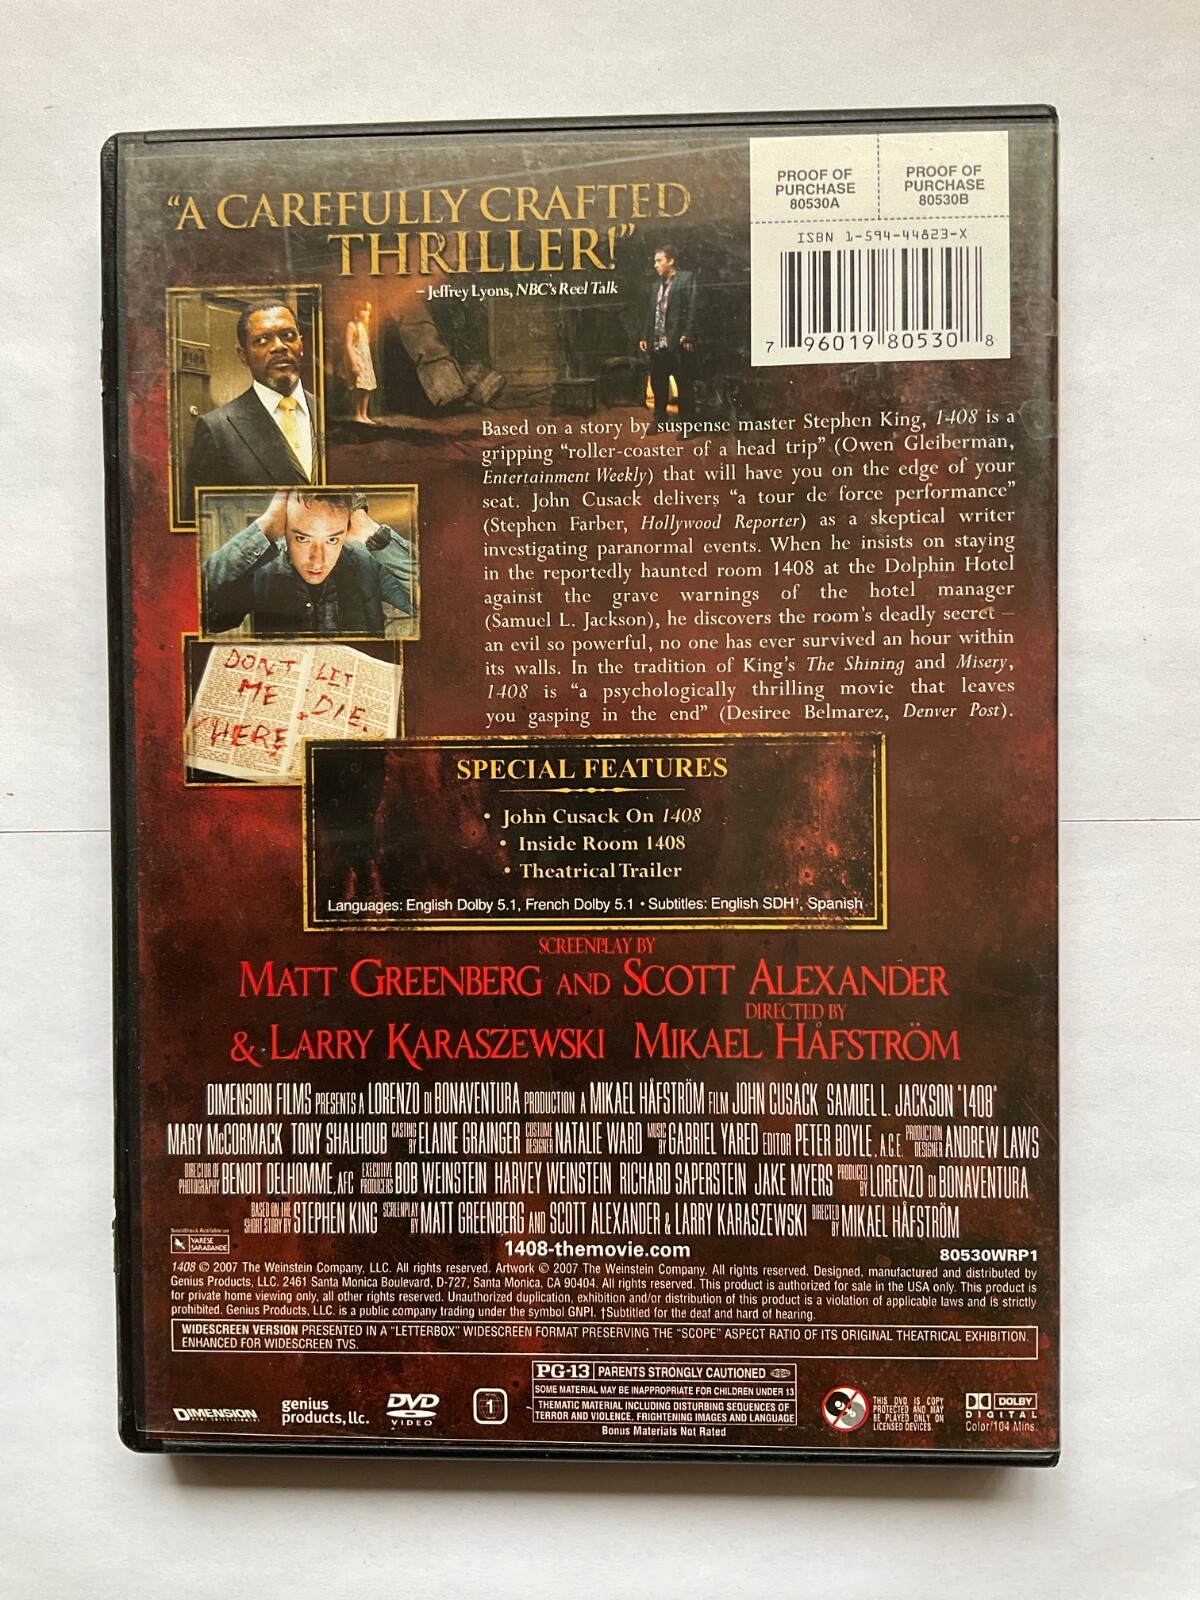 "A CAREFULLY CRAFTED
THRILLER!"
– Jeffrey Lyons, NBC's Reel Talk
PROOF OF
PURCHASE
80530A
PROOF OF
PURCHASE
80530B
ISBN 1-594-44823-X
7 96019 80530 8
1408
Based on a story by suspense master Stephen King, 1408 is a
gripping "roller-coaster of a head trip" (Owen Gleiberman,
Entertainment Weekly) that will have you on the edge of your
seat. John Cusack delivers "a tour de force performance"
(Stephen Farber, Hollywood Reporter) as a skeptical writer
investigating paranormal events. When he insists on staying
in the reportedly haunted room 1408 at the Dolphin Hotel
against the grave warnings of the hotel manager
(Samuel L. Jackson), he discovers the room's deadly secret –
an evil so powerful, no one has ever survived an hour within
its walls. In the tradition of King's The Shining and Misery,
1408 is "a psychologically thrilling movie that leaves
you gasping in the end" (Desiree Belmarez, Denver Post).
DON'T LET
ME DIE
HERE
SPECIAL FEATURES
• John Cusack On 1408
• Inside Room 1408
• Theatrical Trailer
Languages: English Dolby 5.1, French Dolby 5.1 • Subtitles: English SDH†, Spanish
SCREENPLAY BY
MATT GREENBERG AND SCOTT ALEXANDER
DIRECTED BY
& LARRY KARASZEWSKI MIKAEL HÅFSTRÖM
DIMENSION FILMS PRESENTS A LORENZO DI BONAVENTURA PRODUCTION A MIKAEL HÅFSTRÖM FILM JOHN CUSACK SAMUEL L. JACKSON "1408"
MARY McCORMACK TONY SHALHOUB CASTING BY ELAINE GRAINGER COSTUME DESIGNER NATALIE WARD MUSIC BY GABRIEL YARED EDITOR PETER BOYLE, A.C.E. PRODUCTION DESIGNER ANDREW LAWS
DIRECTOR OF PHOTOGRAPHY BENOIT DELHOMME, AFC EXECUTIVE PRODUCERS BOB WEINSTEIN HARVEY WEINSTEIN RICHARD SAPERSTEIN JAKE MYERS PRODUCED BY LORENZO DI BONAVENTURA
BASED ON THE SHORT STORY BY STEPHEN KING SCREENPLAY BY MATT GREENBERG AND SCOTT ALEXANDER & LARRY KARASZEWSKI DIRECTED BY MIKAEL HÅFSTRÖM
Soundtrack Available on
VARÈSE
SARABANDE
1408-themovie.com
80530WRP1
1408 © 2007 The Weinstein Company, LLC. All rights reserved. Artwork © 2007 The Weinstein Company. All rights reserved. Designed, manufactured and distributed by
Genius Products, LLC. 2461 Santa Monica Boulevard, D-727, Santa Monica, CA 90404. All rights reserved. This product is authorized for sale in the USA only. This product is
for private home viewing only, all other rights reserved. Unauthorized duplication, exhibition and/or distribution of this product is a violation of applicable laws and is strictly
prohibited. Genius Products, LLC. is a public company trading under the symbol GNPI. †Subtitled for the deaf and hard of hearing.
WIDESCREEN VERSION PRESENTED IN A "LETTERBOX" WIDESCREEN FORMAT PRESERVING THE "SCOPE" ASPECT RATIO OF ITS ORIGINAL THEATRICAL EXHIBITION.
ENHANCED FOR WIDESCREEN TVS.
DIMENSION
genius
products, llc.
DVD
VIDEO
1
PG-13 PARENTS STRONGLY CAUTIONED
SOME MATERIAL MAY BE INAPPROPRIATE FOR CHILDREN UNDER 13
THEMATIC MATERIAL INCLUDING DISTURBING SEQUENCES OF
TERROR AND VIOLENCE, FRIGHTENING IMAGES AND LANGUAGE
Bonus Materials Not Rated
THIS DVD IS COPY
PROTECTED AND MAY
BE PLAYED ONLY ON
LICENSED DEVICES.
DOLBY
DIGITAL
Color/104 Mins.